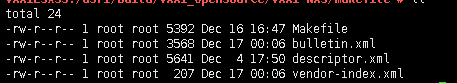 total 24
-rw-r--r-- 1 root root 5392 Dec 16 16:47 Makefile
-rw-r--r-- 1 root root 3568 Dec 17 00:06 bulletin.xml
-rw-r--r-- 1 root root 5641 Dec  4 17:50 descriptor.xml
-rw-r--r-- 1 root root  207 Dec 17 00:06 vendor-index.xml